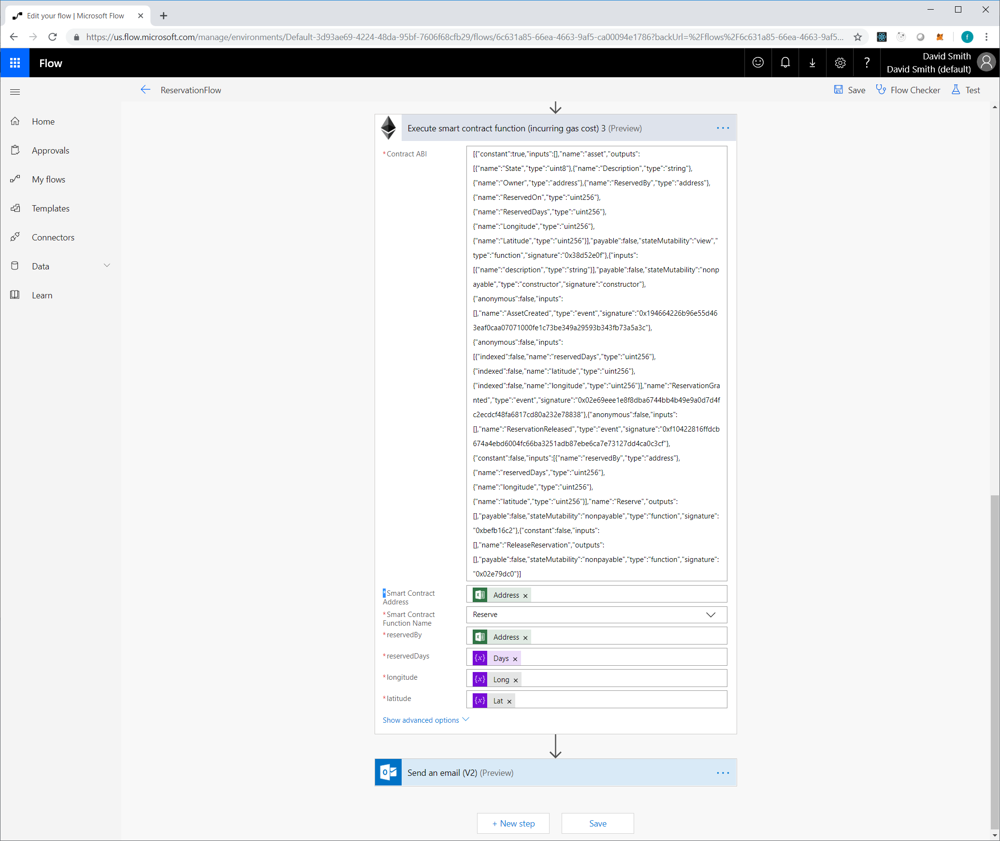 Edit your flow | Microsoft Flow
https://us.flow.microsoft.com/manage/environments/Default-3d93ae69-4224-48da-95bf-7606f68cfb29/flows/6c631a85-66ea-4663-9af5-ca00094e1786?backUrl=%2Fflows%2F6c631a85-66ea-4663-9af5...
f
Flow
?
David Smith
David Smith (default)
ReservationFlow
Save
Flow Checker
Test
Home
Approvals
My flows
Templates
Connectors
Data
Learn
Execute smart contract function (incurring gas cost) 3 (Preview)
...
*Contract ABI
[{"constant":true,"inputs":[],"name":"asset","outputs":
[{"name":"State","type":"uint8"},{"name":"Description","type":"string"},
{"name":"Owner","type":"address"},{"name":"ReservedBy","type":"address"},
{"name":"ReservedOn","type":"uint256"},
{"name":"ReservedDays","type":"uint256"},
{"name":"Longitude","type":"uint256"},
{"name":"Latitude","type":"uint256"}],"payable":false,"stateMutability":"view","
type":"function","signature":"0x38d52e0f"},{"inputs":
[{"name":"description","type":"string"}],"payable":false,"stateMutability":"nonp
ayable","type":"constructor","signature":"constructor"},
{"anonymous":false,"inputs":
[],"name":"AssetCreated","type":"event","signature":"0x194664226b96e55d46
3eaf0caa07071000fe1c73be349a29593b343fb73a5a3c"},
{"anonymous":false,"inputs":
[{"indexed":false,"name":"reservedDays","type":"uint256"},
{"indexed":false,"name":"latitude","type":"uint256"},
{"indexed":false,"name":"longitude","type":"uint256"}],"name":"ReservationGra
nted","type":"event","signature":"0x02e69eee1e8f8dba6744bb4b49e9a0d7d4f
c2ecdcf48fa6817cd80a232e78838"},{"anonymous":false,"inputs":
[],"name":"ReservationReleased","type":"event","signature":"0xf10422816ffdcb
674a4ebd6004fc66ba3251adb87ebe6ca7e73127dd4ca0c3cf"},
{"constant":false,"inputs":[{"name":"reservedBy","type":"address"},
{"name":"reservedDays","type":"uint256"},
{"name":"longitude","type":"uint256"},
{"name":"latitude","type":"uint256"}],"name":"Reserve","outputs":
[],"payable":false,"stateMutability":"nonpayable","type":"function","signature":
"0xbefb16c2"},{"constant":false,"inputs":
[],"name":"ReleaseReservation","outputs":
[],"payable":false,"stateMutability":"nonpayable","type":"function","signature":
"0x02e79dc0"}]
*Smart Contract
Address
Address x
*Smart Contract
Function Name
Reserve
*reservedBy
Address x
*reservedDays
{x} Days x
*longitude
{x} Long x
*latitude
{x} Lat x
Show advanced options
Send an email (V2) (Preview)
...
+ New step
Save